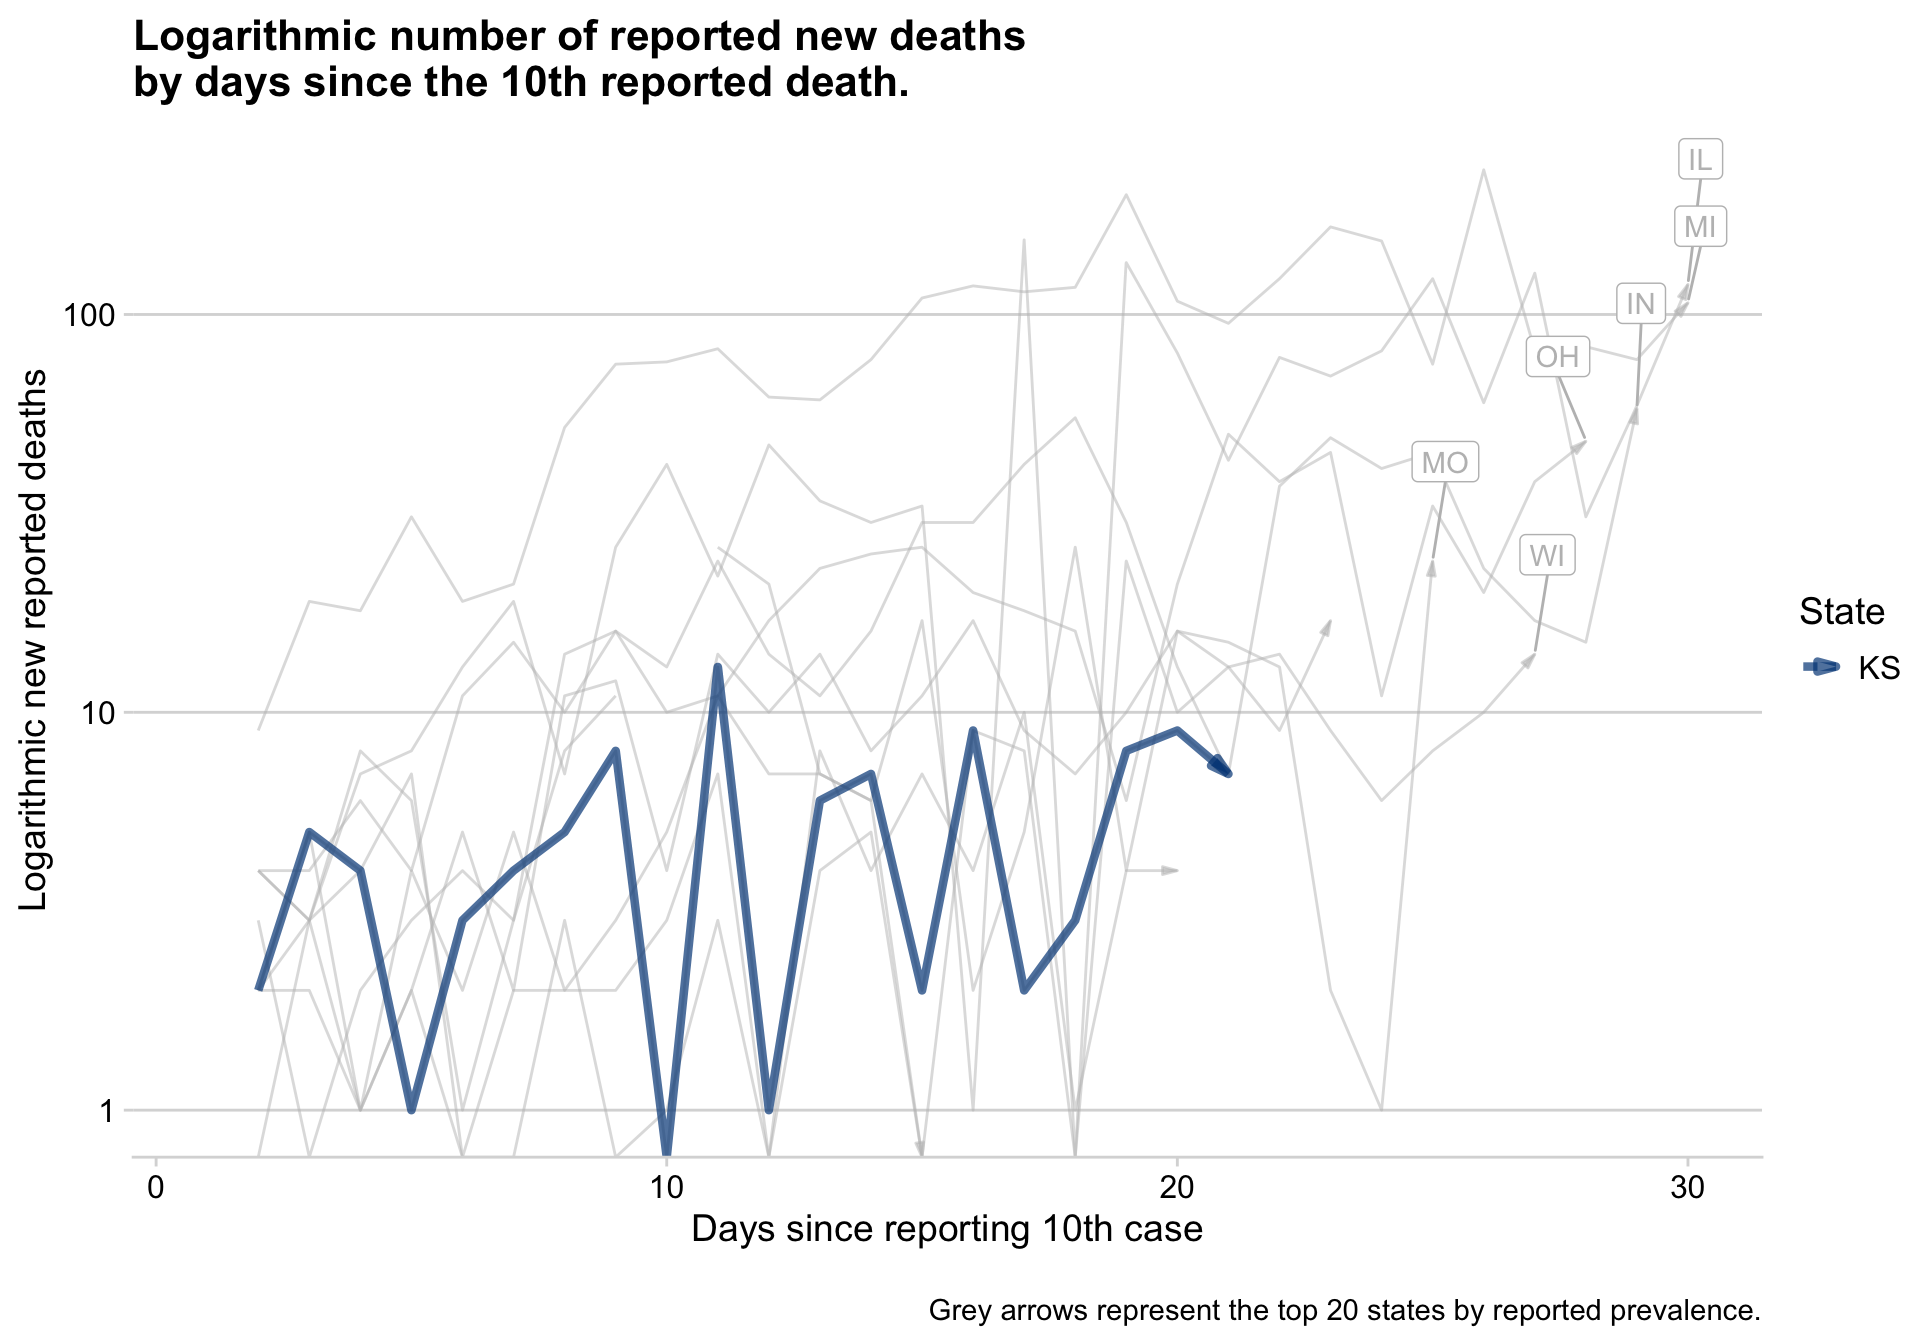 Logarithmic number of reported new deaths
by days since the 10th reported death.
IL
MI
IN
100
OH
MO
WI
Logarithmic new reported deaths
State
KS
10
1
0 10 20 30
Days since reporting 10th case
Grey arrows represent the top 20 states by reported prevalence.